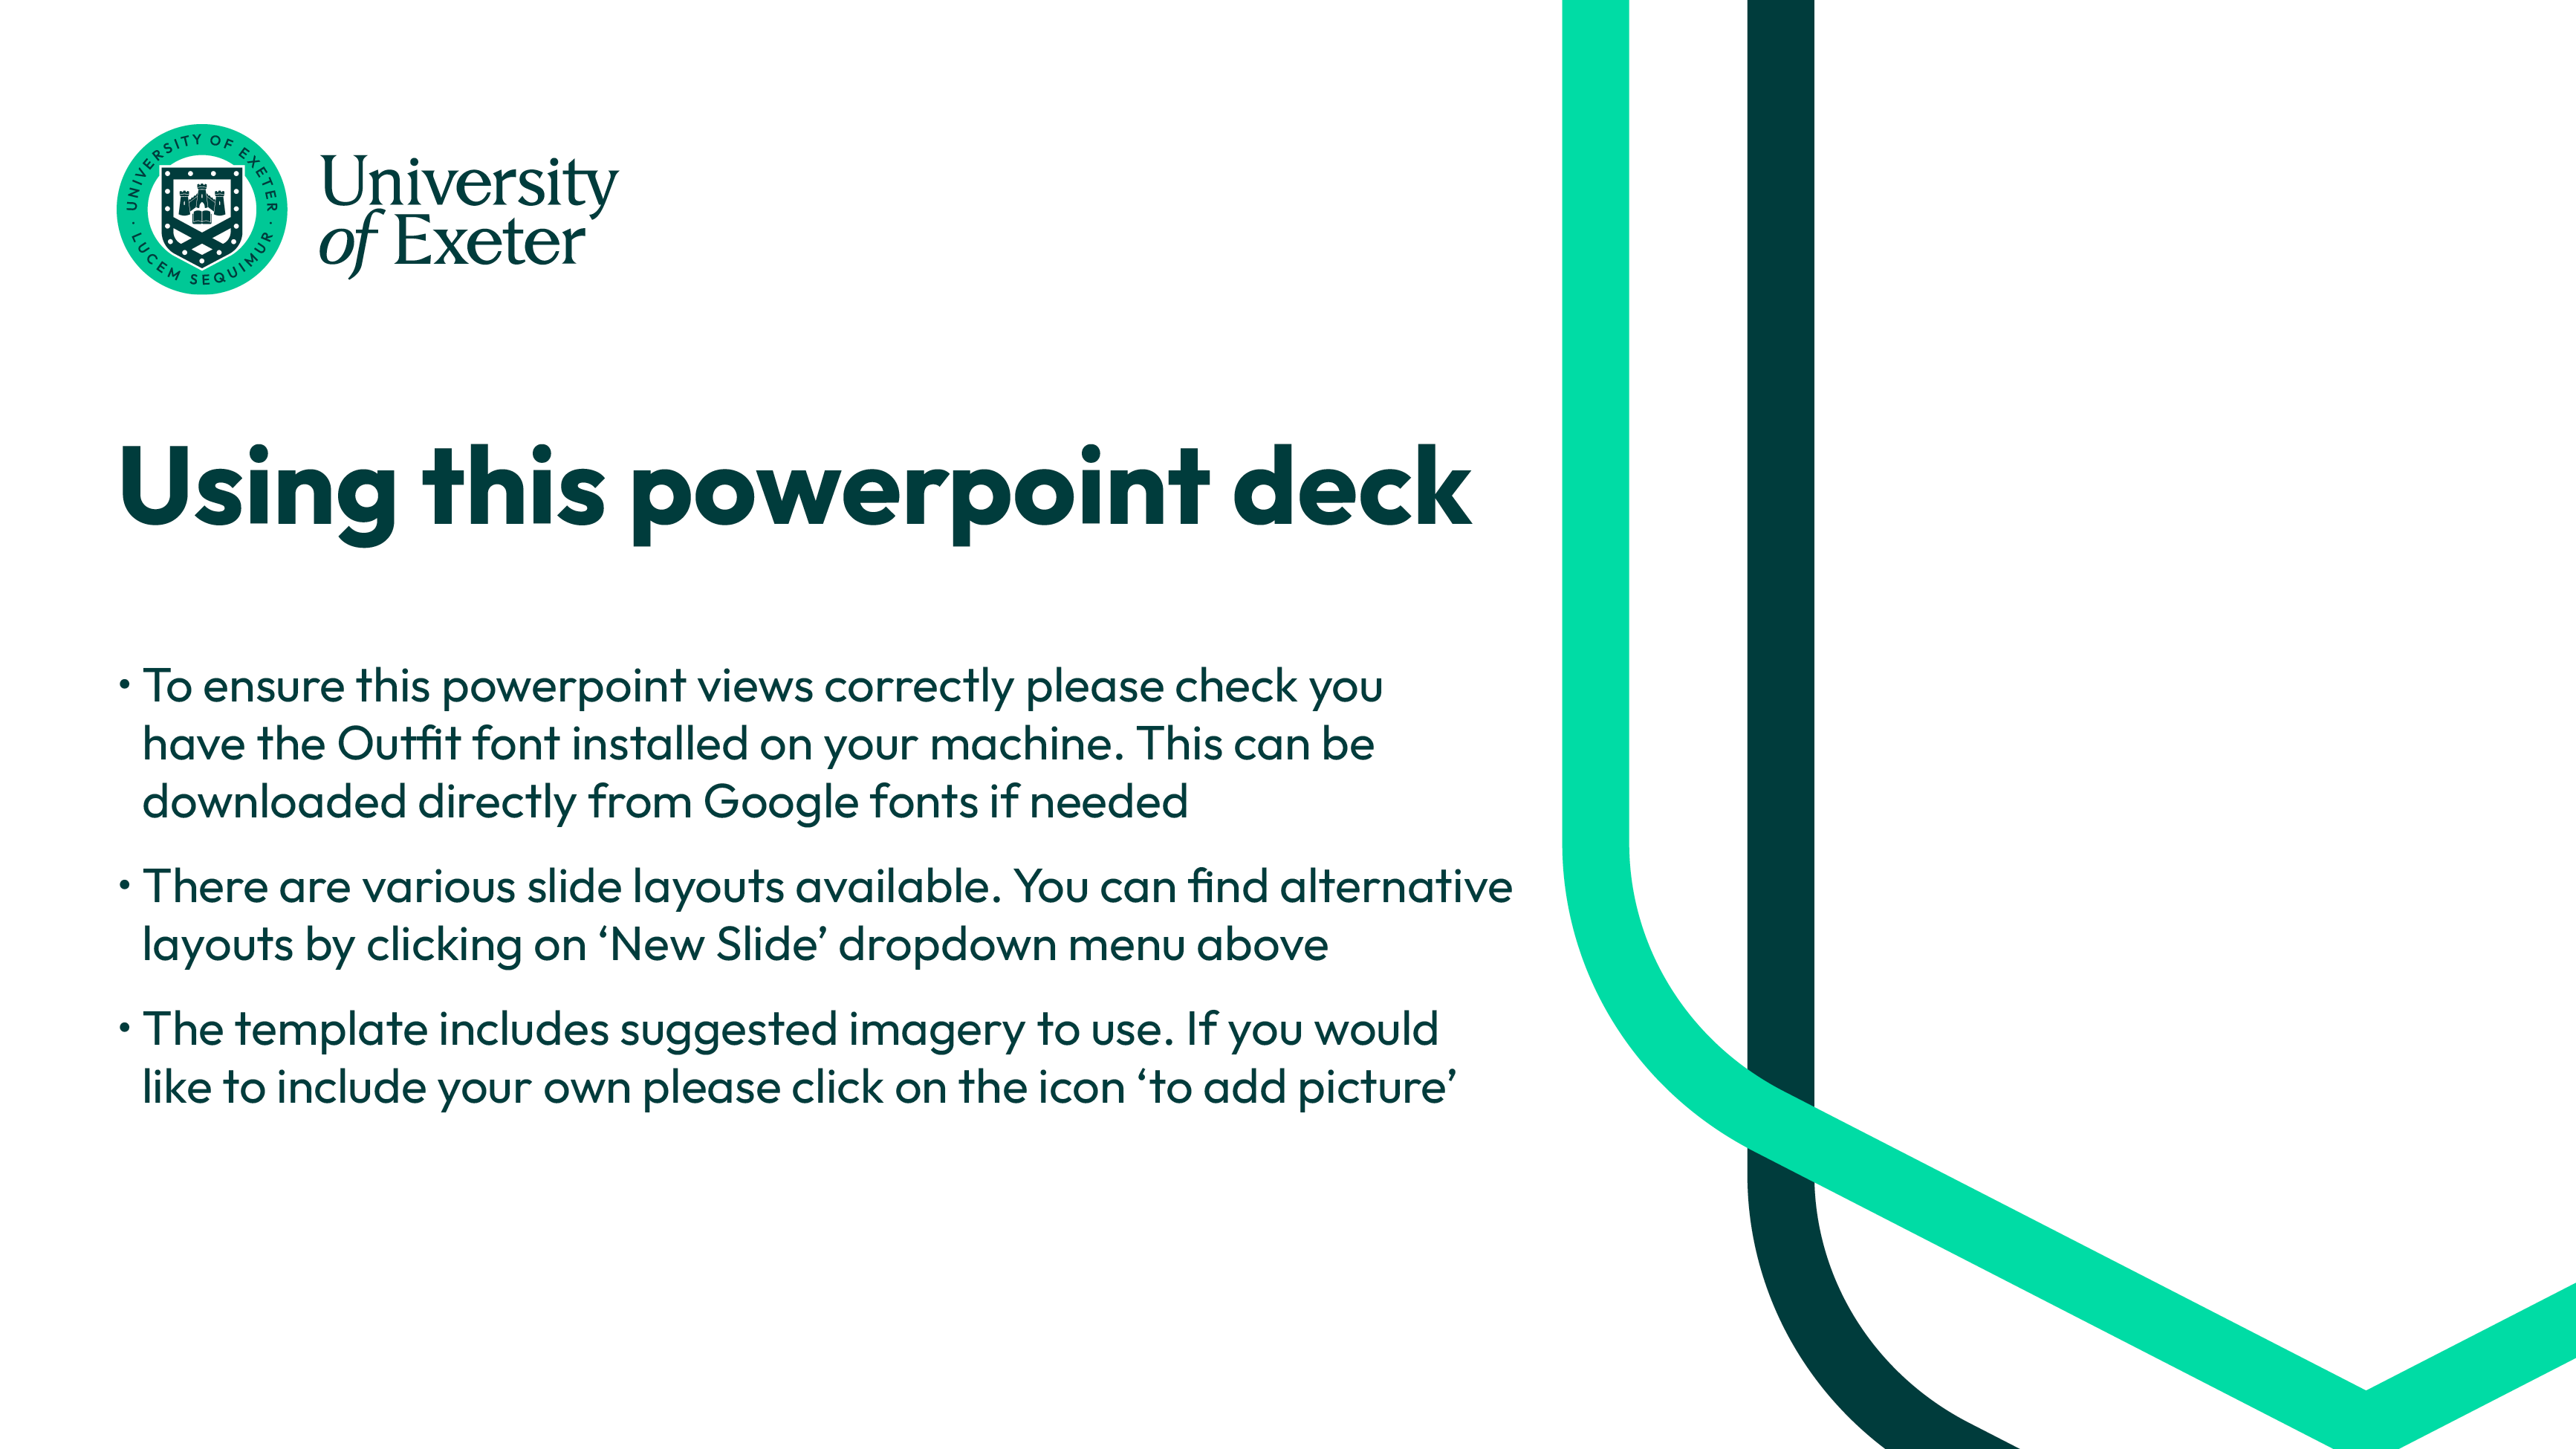 UNIVERSITY OF EXETER
· LUCEM SEQUIMUR ·
University
of Exeter
Using this powerpoint deck
• To ensure this powerpoint views correctly please check you
have the Outfit font installed on your machine. This can be
downloaded directly from Google fonts if needed
• There are various slide layouts available. You can find alternative
layouts by clicking on ‘New Slide’ dropdown menu above
• The template includes suggested imagery to use. If you would
like to include your own please click on the icon ‘to add picture’